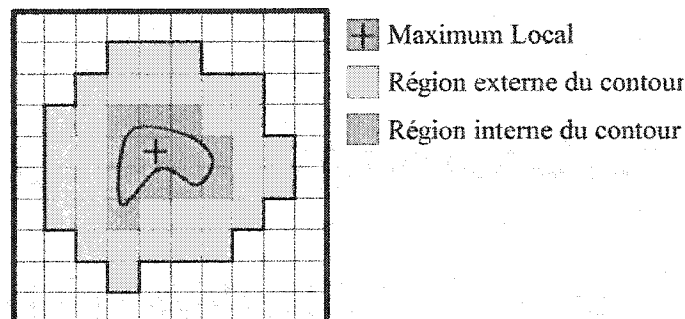 Maximum Local
Région externe du contour
Région interne du contour